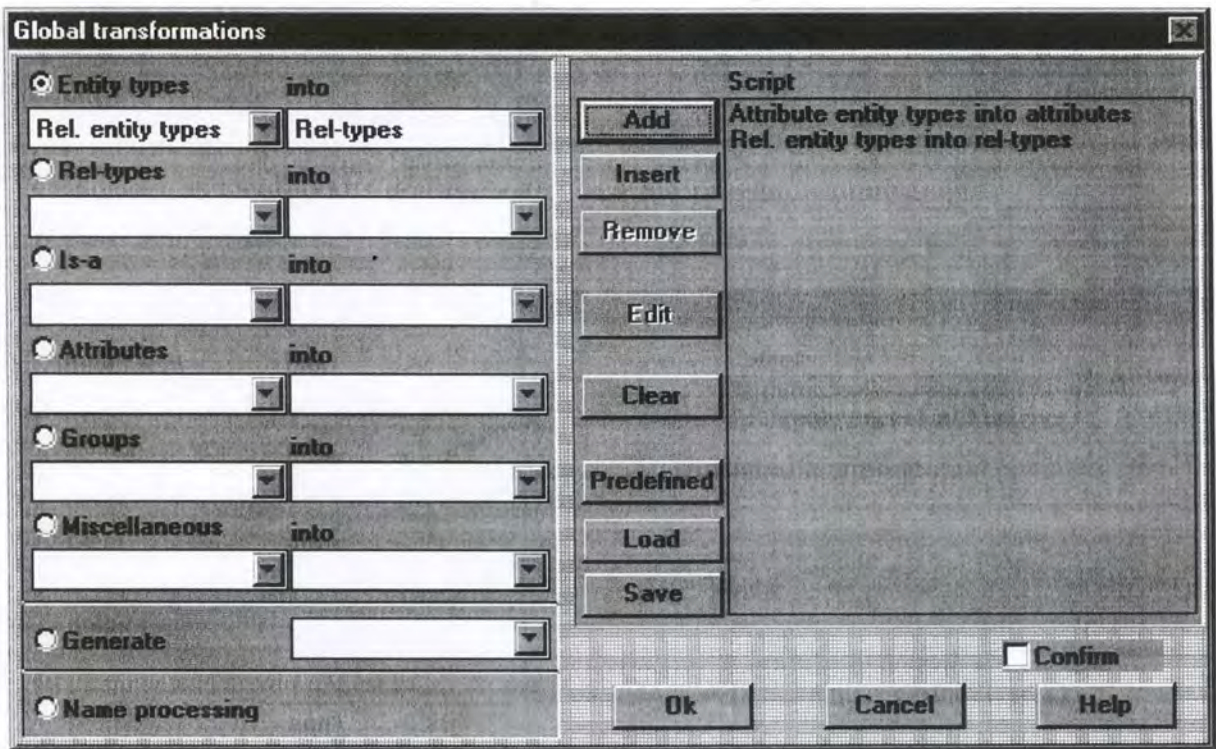 Global transformations
Entity types into
Rel. entity types Rel-types
Rel-types into
Is-a into
Attributes into
Groups into
Miscellaneous into
Generate
Name processing
Script
Add
Insert
Remove
Edit
Clear
Predefined
Load
Save
Attribute entity types into attributes
Rel. entity types into rel-types
Confirm
Ok Cancel Help